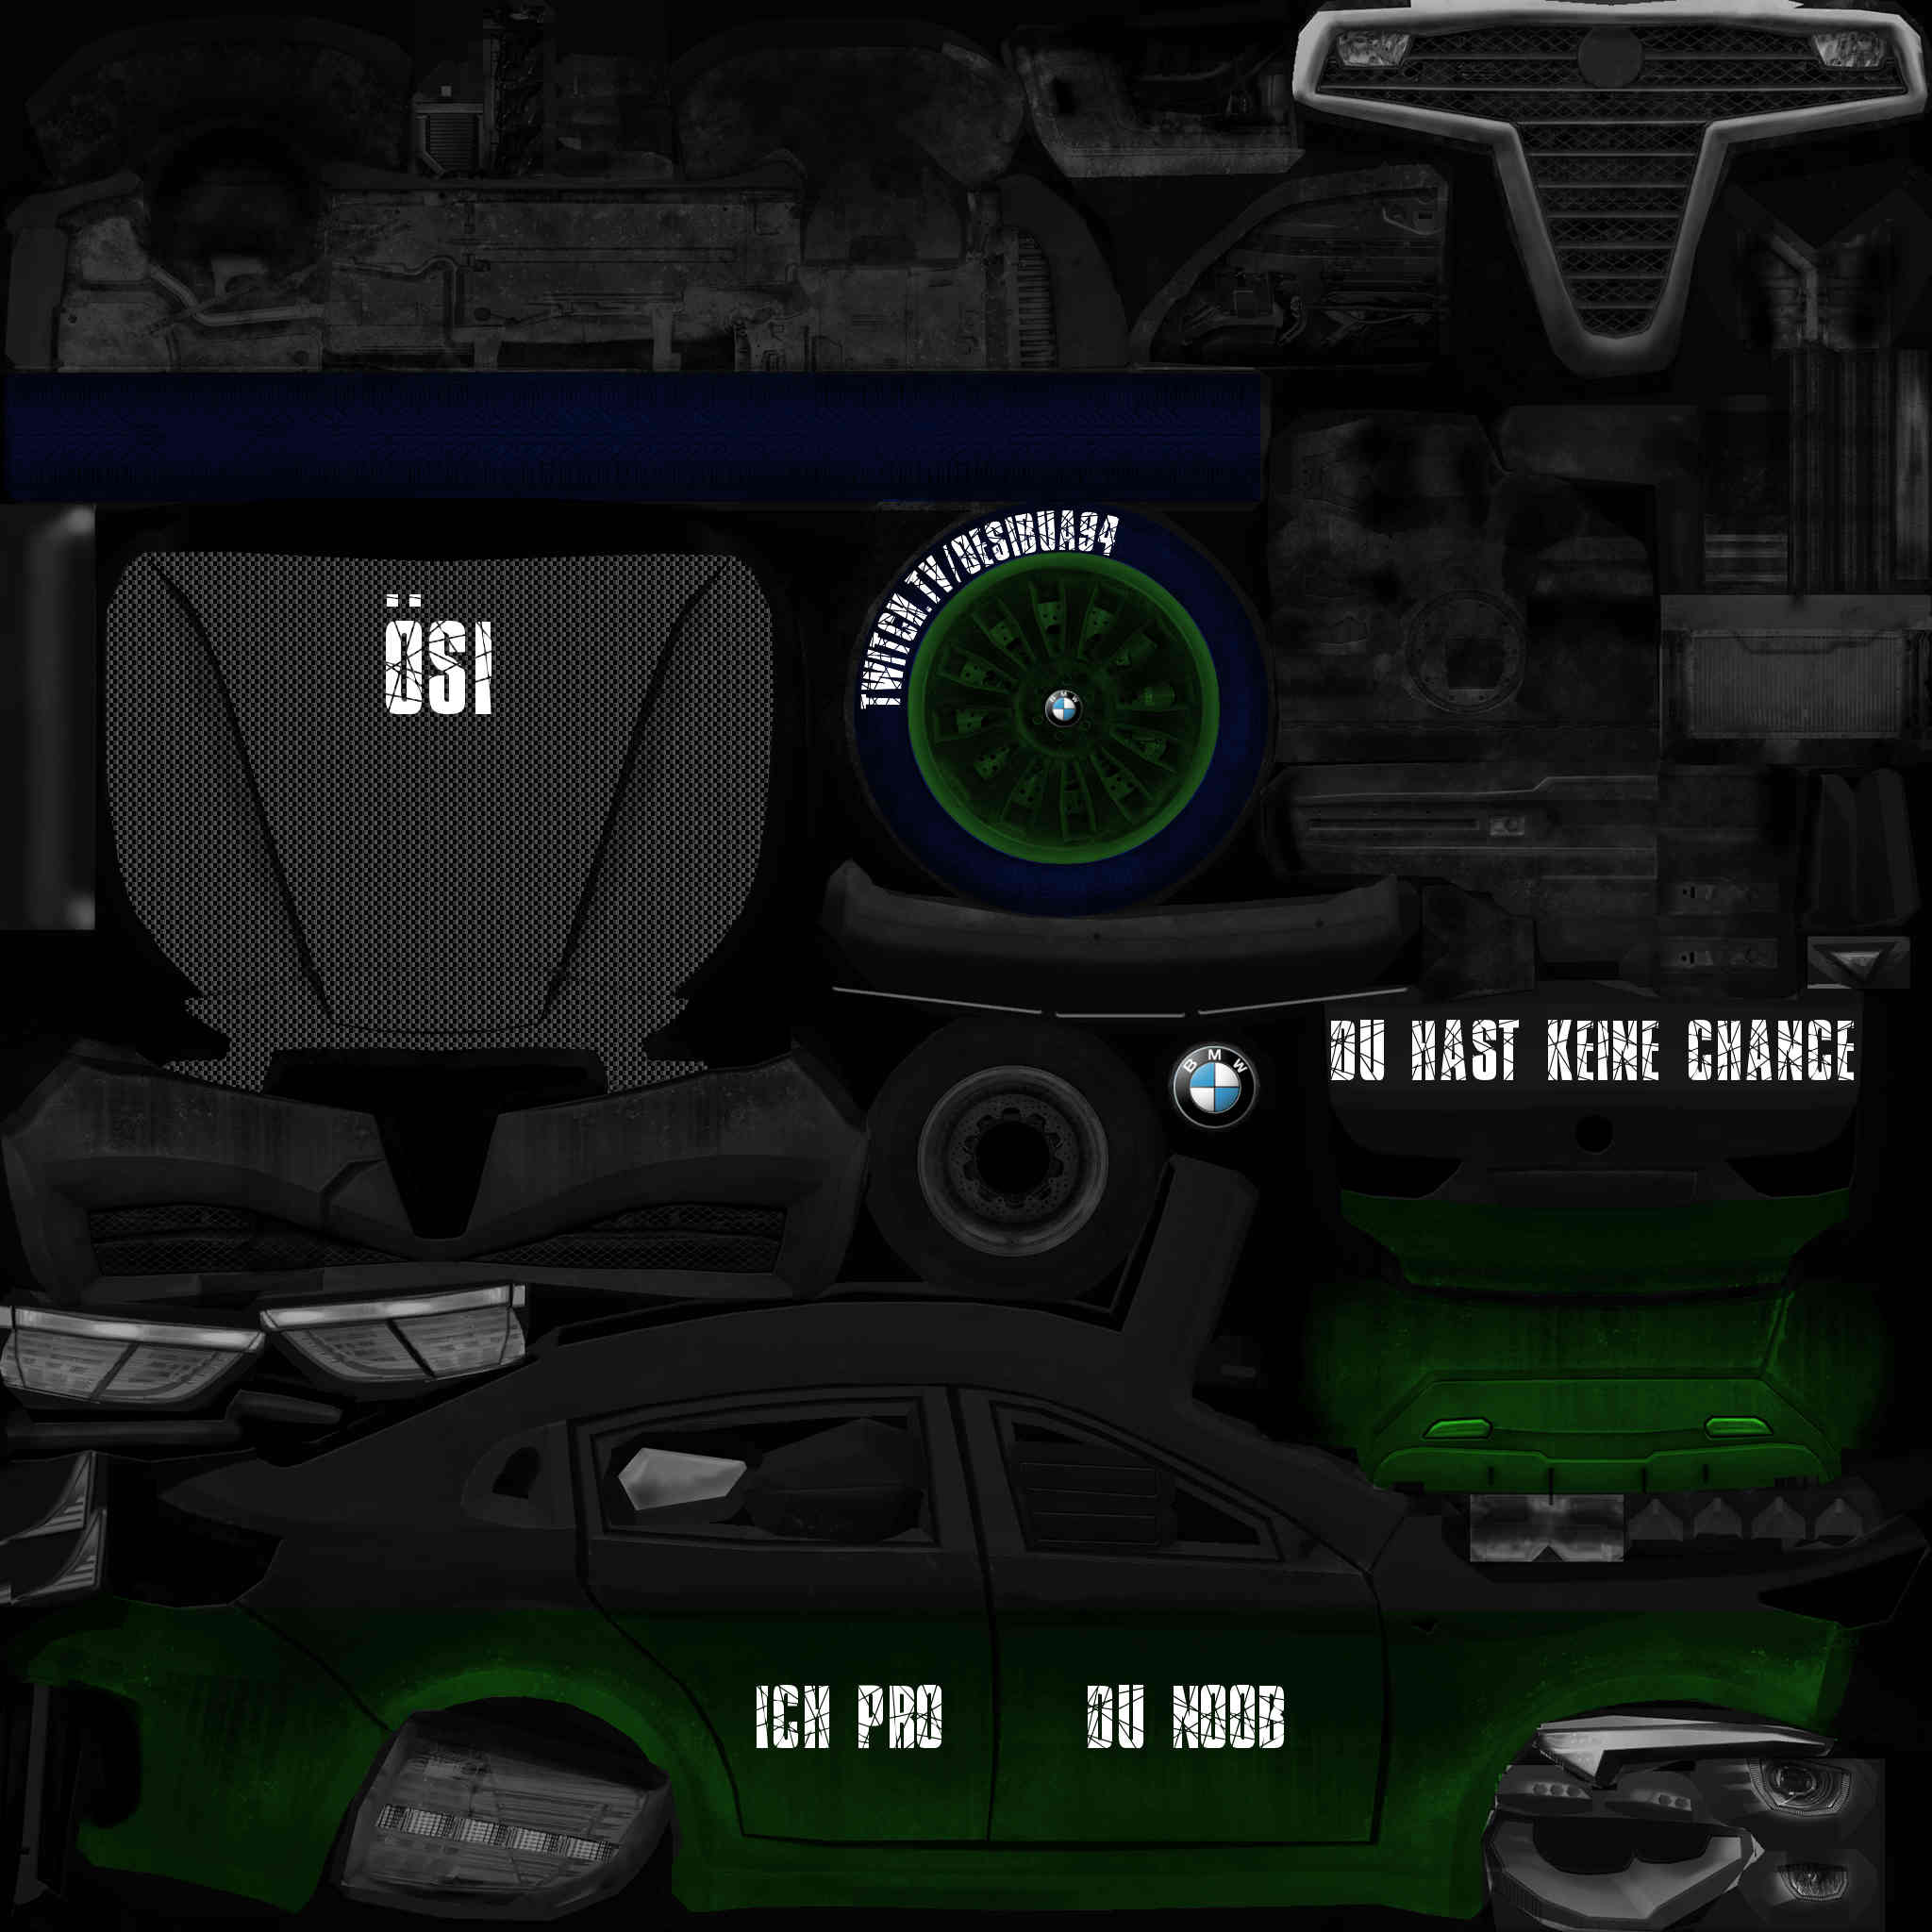 TWITCH.TV/DESIDUA94
ÖSI
BMW
DU HAST KEINE CHANCE
BMW
ICH PRO DU NOOB